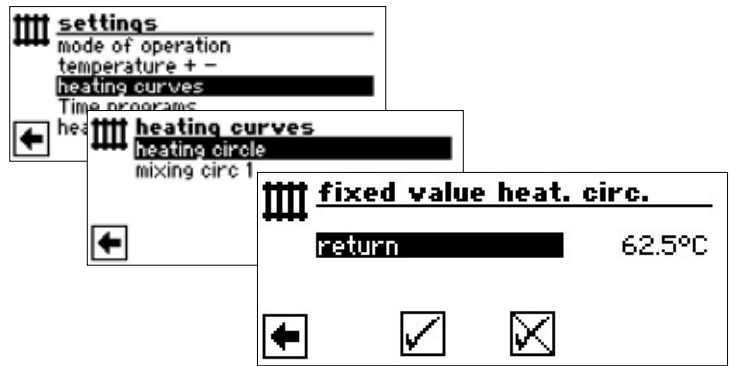 settings
mode of operation
temperature + −
heating curves
Time programs
heating curves
heating circle
mixing circ 1
fixed value heat. circ.
return 62.5°C